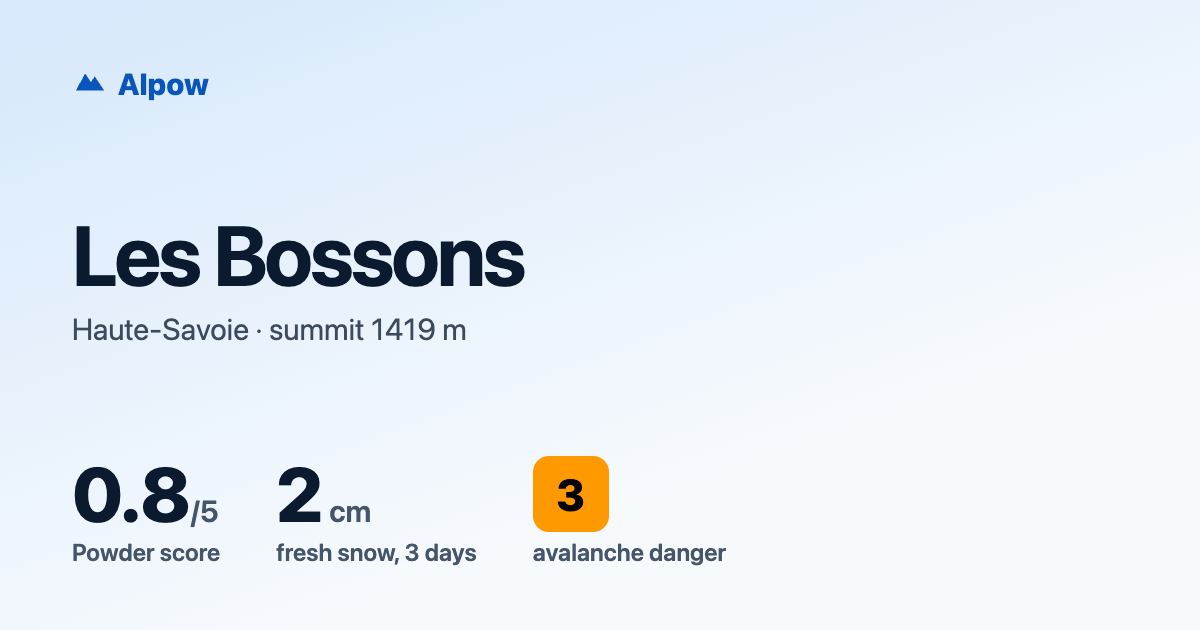 Alpow
Les Bossons
Haute-Savoie · summit 1419 m
0.8/5
Powder score
2 cm
fresh snow, 3 days
3
avalanche danger